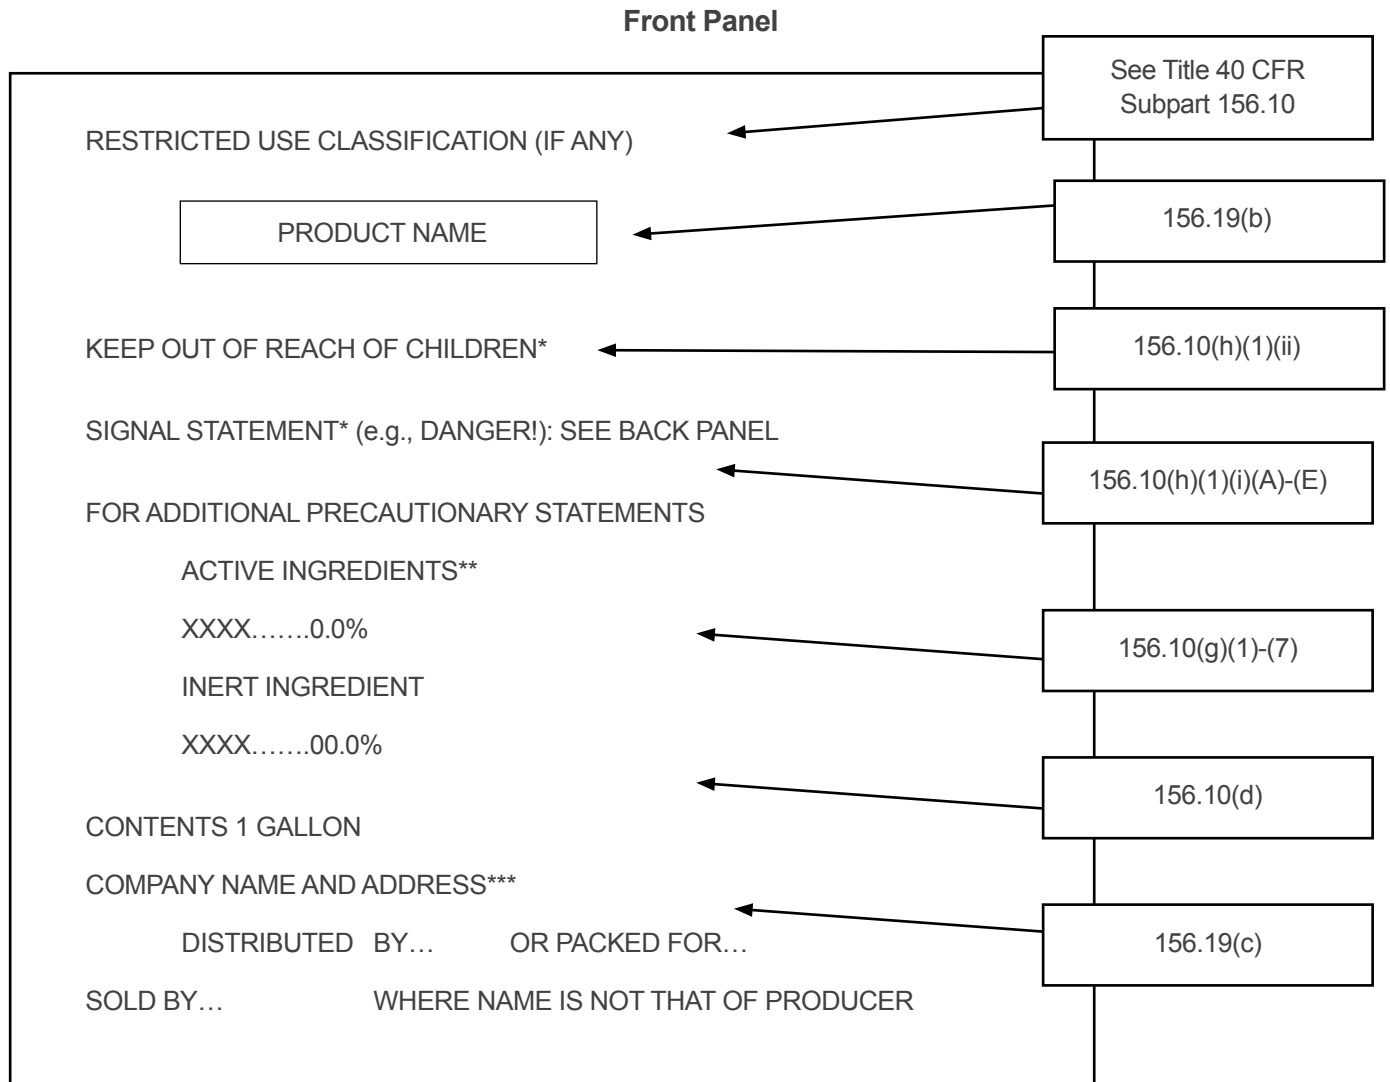 Front Panel
See Title 40 CFR
Subpart 156.10
RESTRICTED USE CLASSIFICATION (IF ANY)
156.19(b)
PRODUCT NAME
KEEP OUT OF REACH OF CHILDREN*
156.10(h)(1)(ii)
SIGNAL STATEMENT* (e.g., DANGER!): SEE BACK PANEL
156.10(h)(1)(i)(A)-(E)
FOR ADDITIONAL PRECAUTIONARY STATEMENTS
ACTIVE INGREDIENTS**
XXXX…….0.0%
156.10(g)(1)-(7)
INERT INGREDIENT
XXXX…….00.0%
156.10(d)
CONTENTS 1 GALLON
COMPANY NAME AND ADDRESS***
DISTRIBUTED BY… OR PACKED FOR…
156.19(c)
SOLD BY… WHERE NAME IS NOT THAT OF PRODUCER